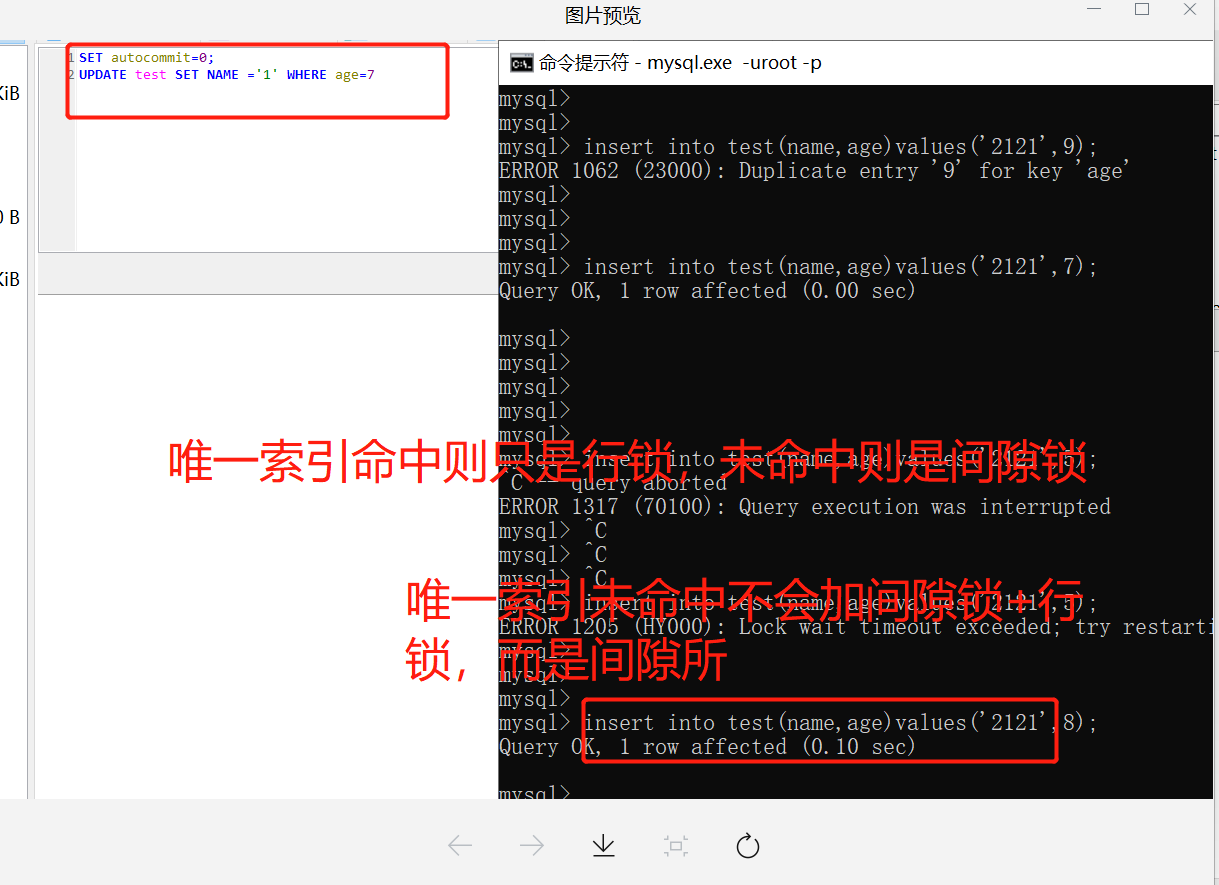 图片预览
KiB
0 B
KiB
1 SET autocommit=0;
2 UPDATE test SET NAME ='1' WHERE age=7
命令提示符 - mysql.exe -uroot -p
mysql>
mysql>
mysql> insert into test(name,age)values('2121',9);
ERROR 1062 (23000): Duplicate entry '9' for key 'age'
mysql>
mysql>
mysql>
mysql> insert into test(name,age)values('2121',7);
Query OK, 1 row affected (0.00 sec)
mysql>
mysql>
mysql>
mysql>
mysql>
唯一索引命中则只是行锁，未命中则是间隙锁
mysql> insert into test(name,age)values('2121',5);
^C -- query aborted
ERROR 1317 (70100): Query execution was interrupted
mysql> ^C
mysql> ^C
mysql> ^C
唯一索引未命中不会加间隙锁+行
锁，而是间隙所
mysql> insert into test(name,age)values('2121',5);
ERROR 1205 (HY000): Lock wait timeout exceeded; try restarti
mysql>
mysql>
mysql>
mysql> insert into test(name,age)values('2121',8);
Query OK, 1 row affected (0.10 sec)
mysql>